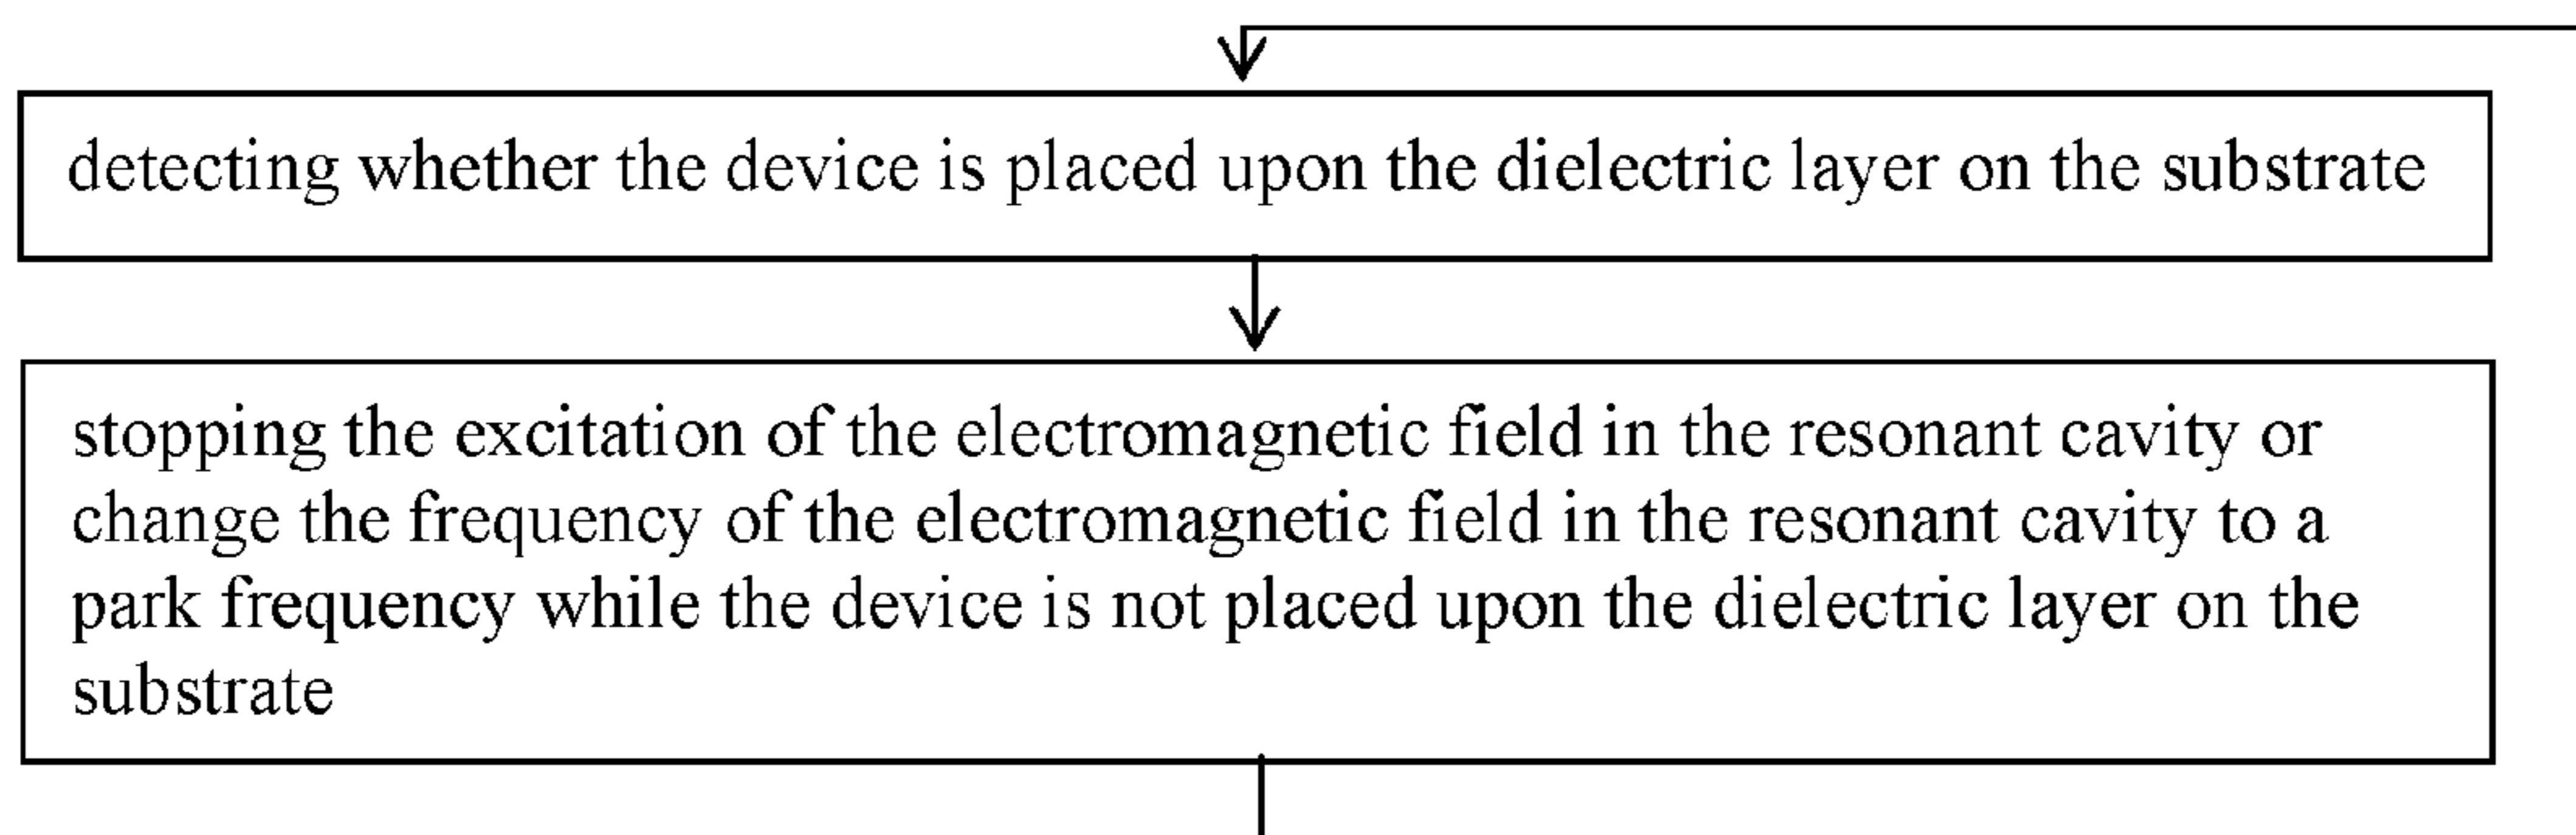 detecting whether the device is placed upon the dielectric layer on the substrate
stopping the excitation of the electromagnetic field in the resonant cavity or
change the frequency of the electromagnetic field in the resonant cavity to a
park frequency while the device is not placed upon the dielectric layer on the
substrate